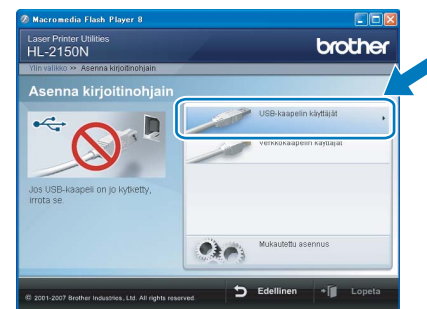 Macromedia Flash Player 8
Laser Printer Utilities
HL-2150N
brother
Ylin valikko >> Asenna kirjoitinohjain
Asenna kirjoitinohjain
USB-kaapelin käyttäjät
Verkkokaapelin käyttäjät
Jos USB-kaapeli on jo kytketty,
irrota se.
Mukautettu asennus
© 2001-2007 Brother Industries, Ltd. All rights reserved.
Edellinen
Lopeta